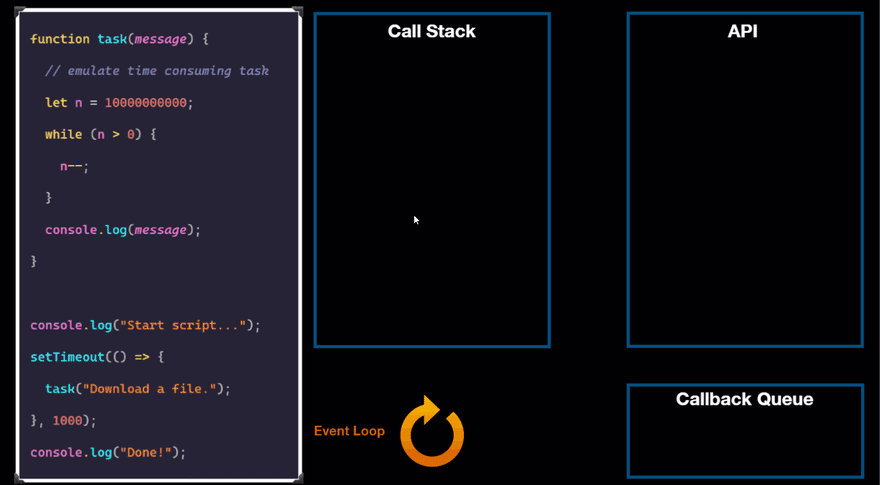 function task(message) {
// emulate time consuming task
let n = 10000000000;
while (n > 0) {
n--;
}
console.log(message);
}
console.log("Start script...");
setTimeout(() => {
task("Download a file.");
}, 1000);
console.log("Done!");
Call Stack
API
Event Loop
Callback Queue